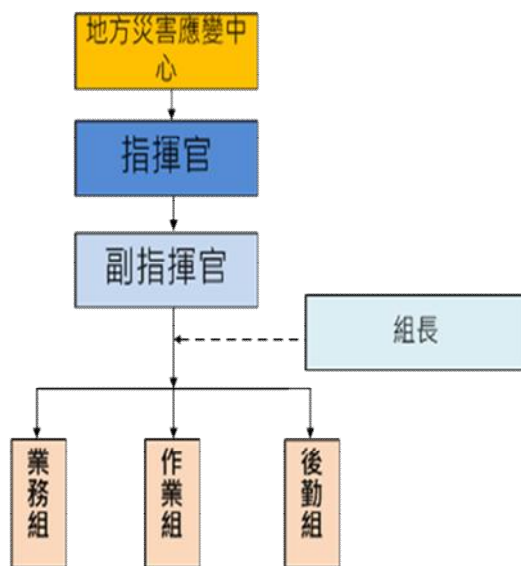 地方災害應變中
心
指揮官
副指揮官
組長
業務組
作業組
後勤組